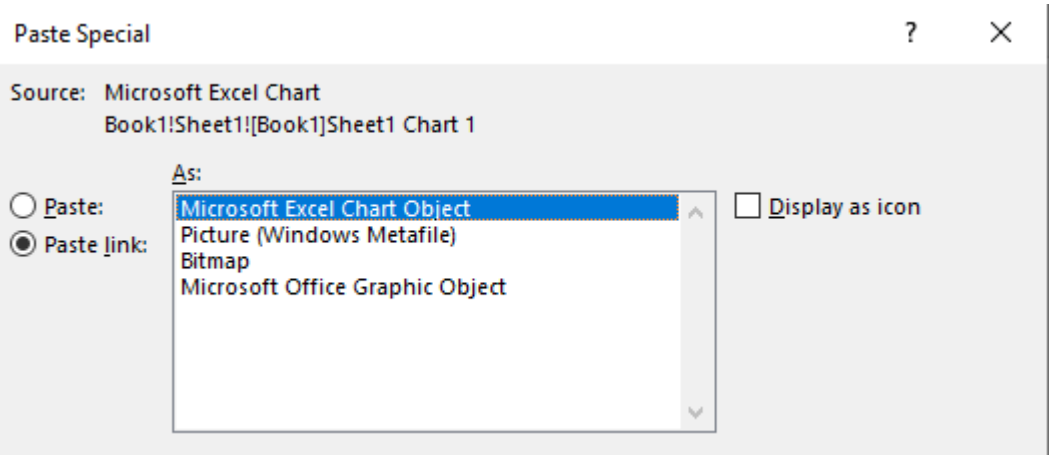 Paste Special ?
Source: Microsoft Excel Chart
Book1!Sheet1![Book1]Sheet1 Chart 1
As:
Paste:
Paste link:
Microsoft Excel Chart Object
Picture (Windows Metafile)
Bitmap
Microsoft Office Graphic Object
Display as icon